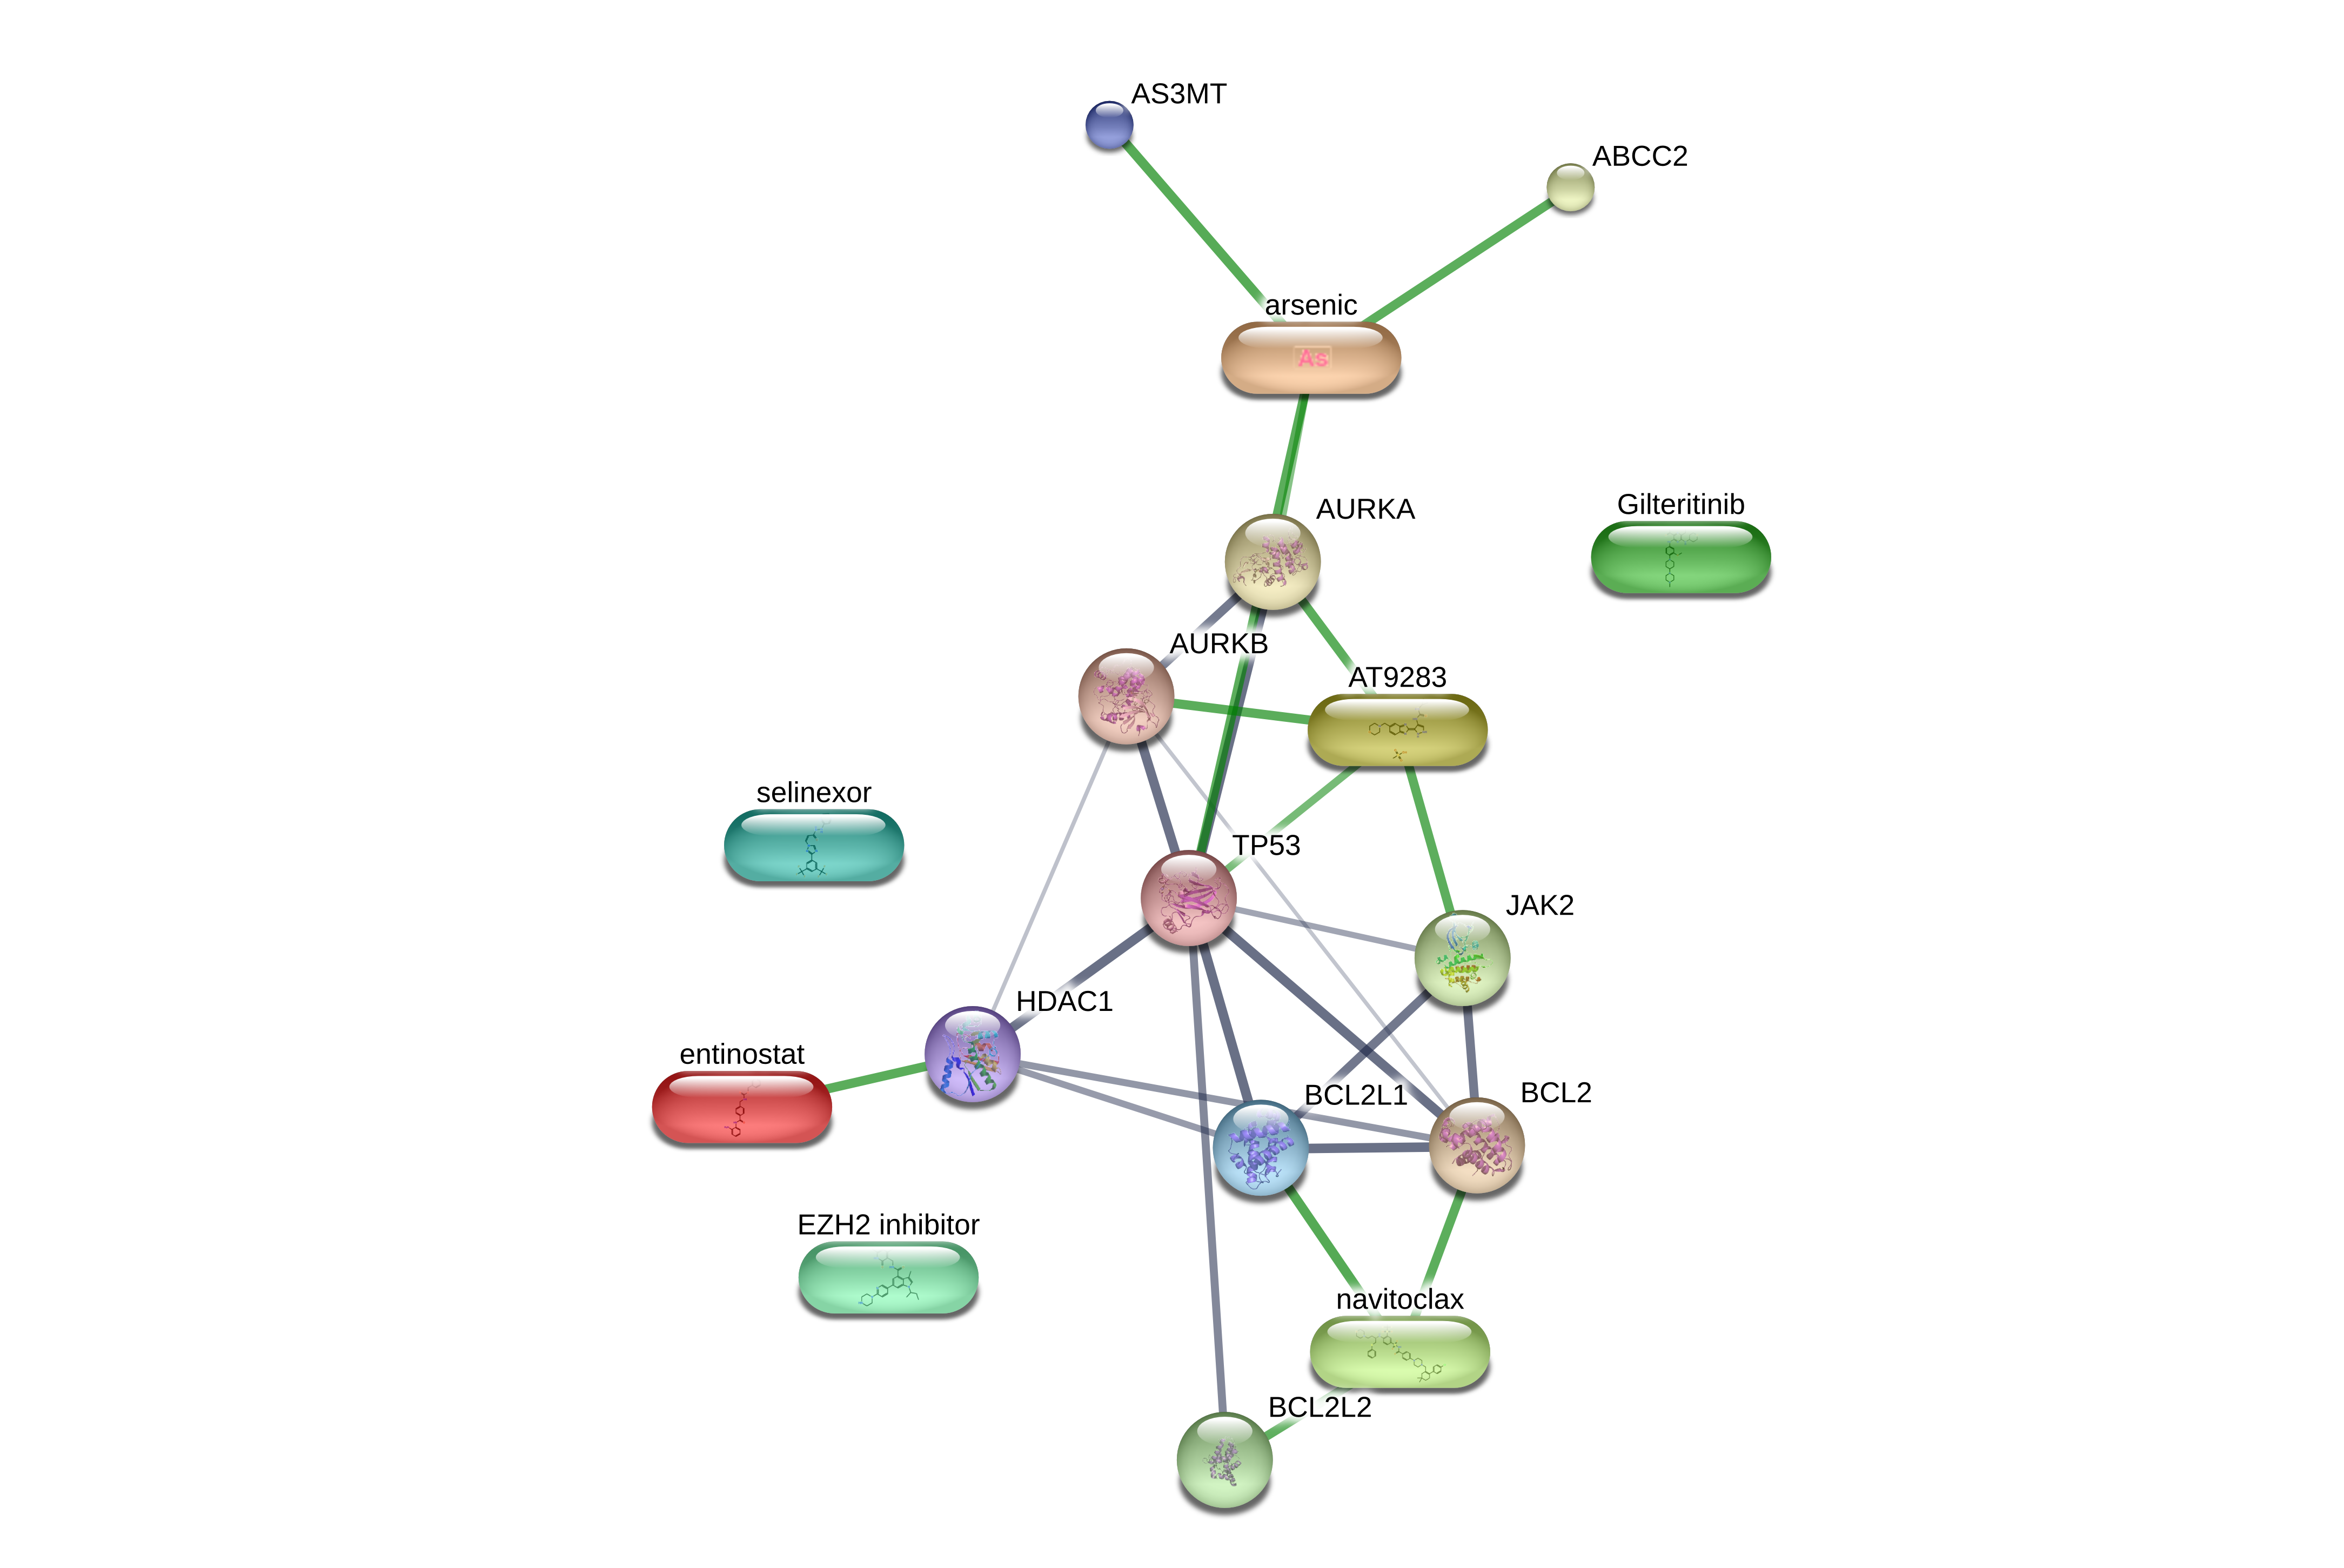 AS3MT
ABCC2
arsenic
As
AURKA
Gilteritinib
AURKB
AT9283
selinexor
TP53
JAK2
HDAC1
entinostat
BCL2L1
BCL2
EZH2 inhibitor
navitoclax
BCL2L2